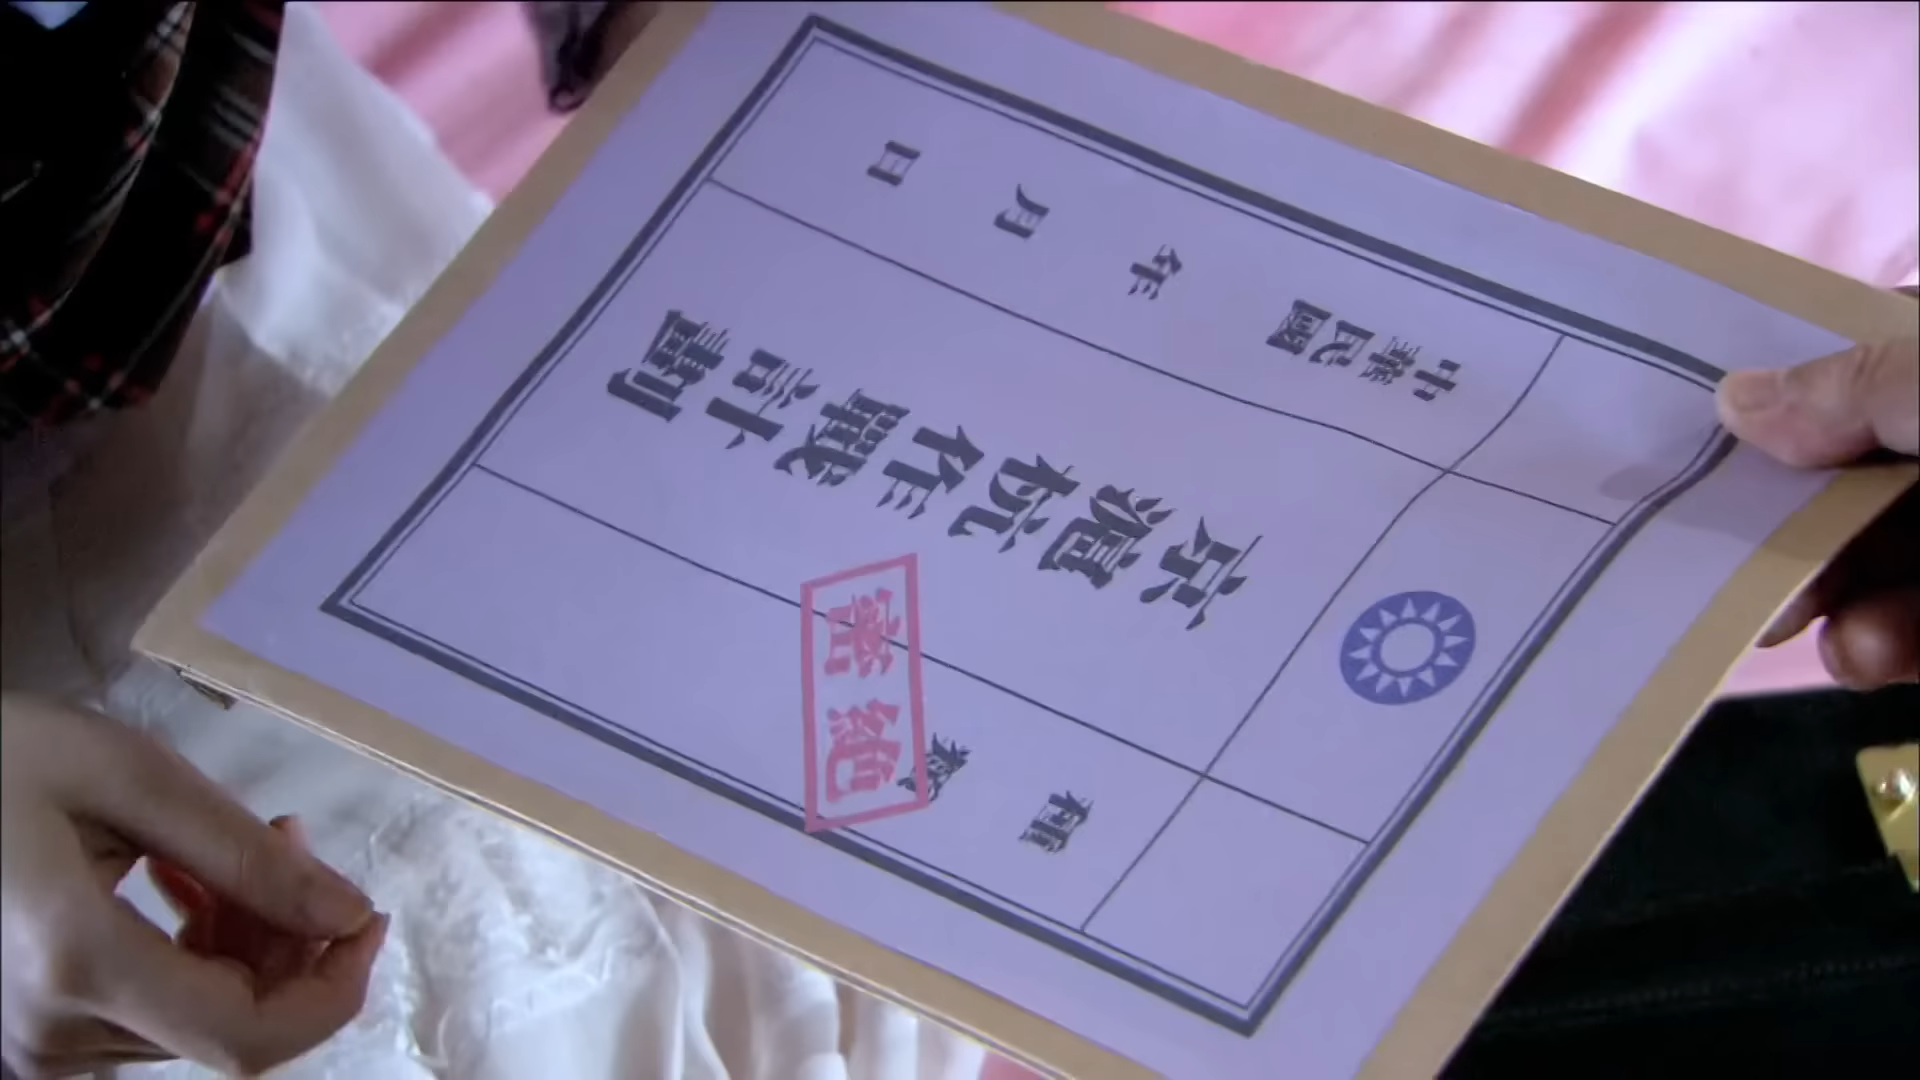 絕密
京滬杭作戰計劃
中華民國 年 月 日